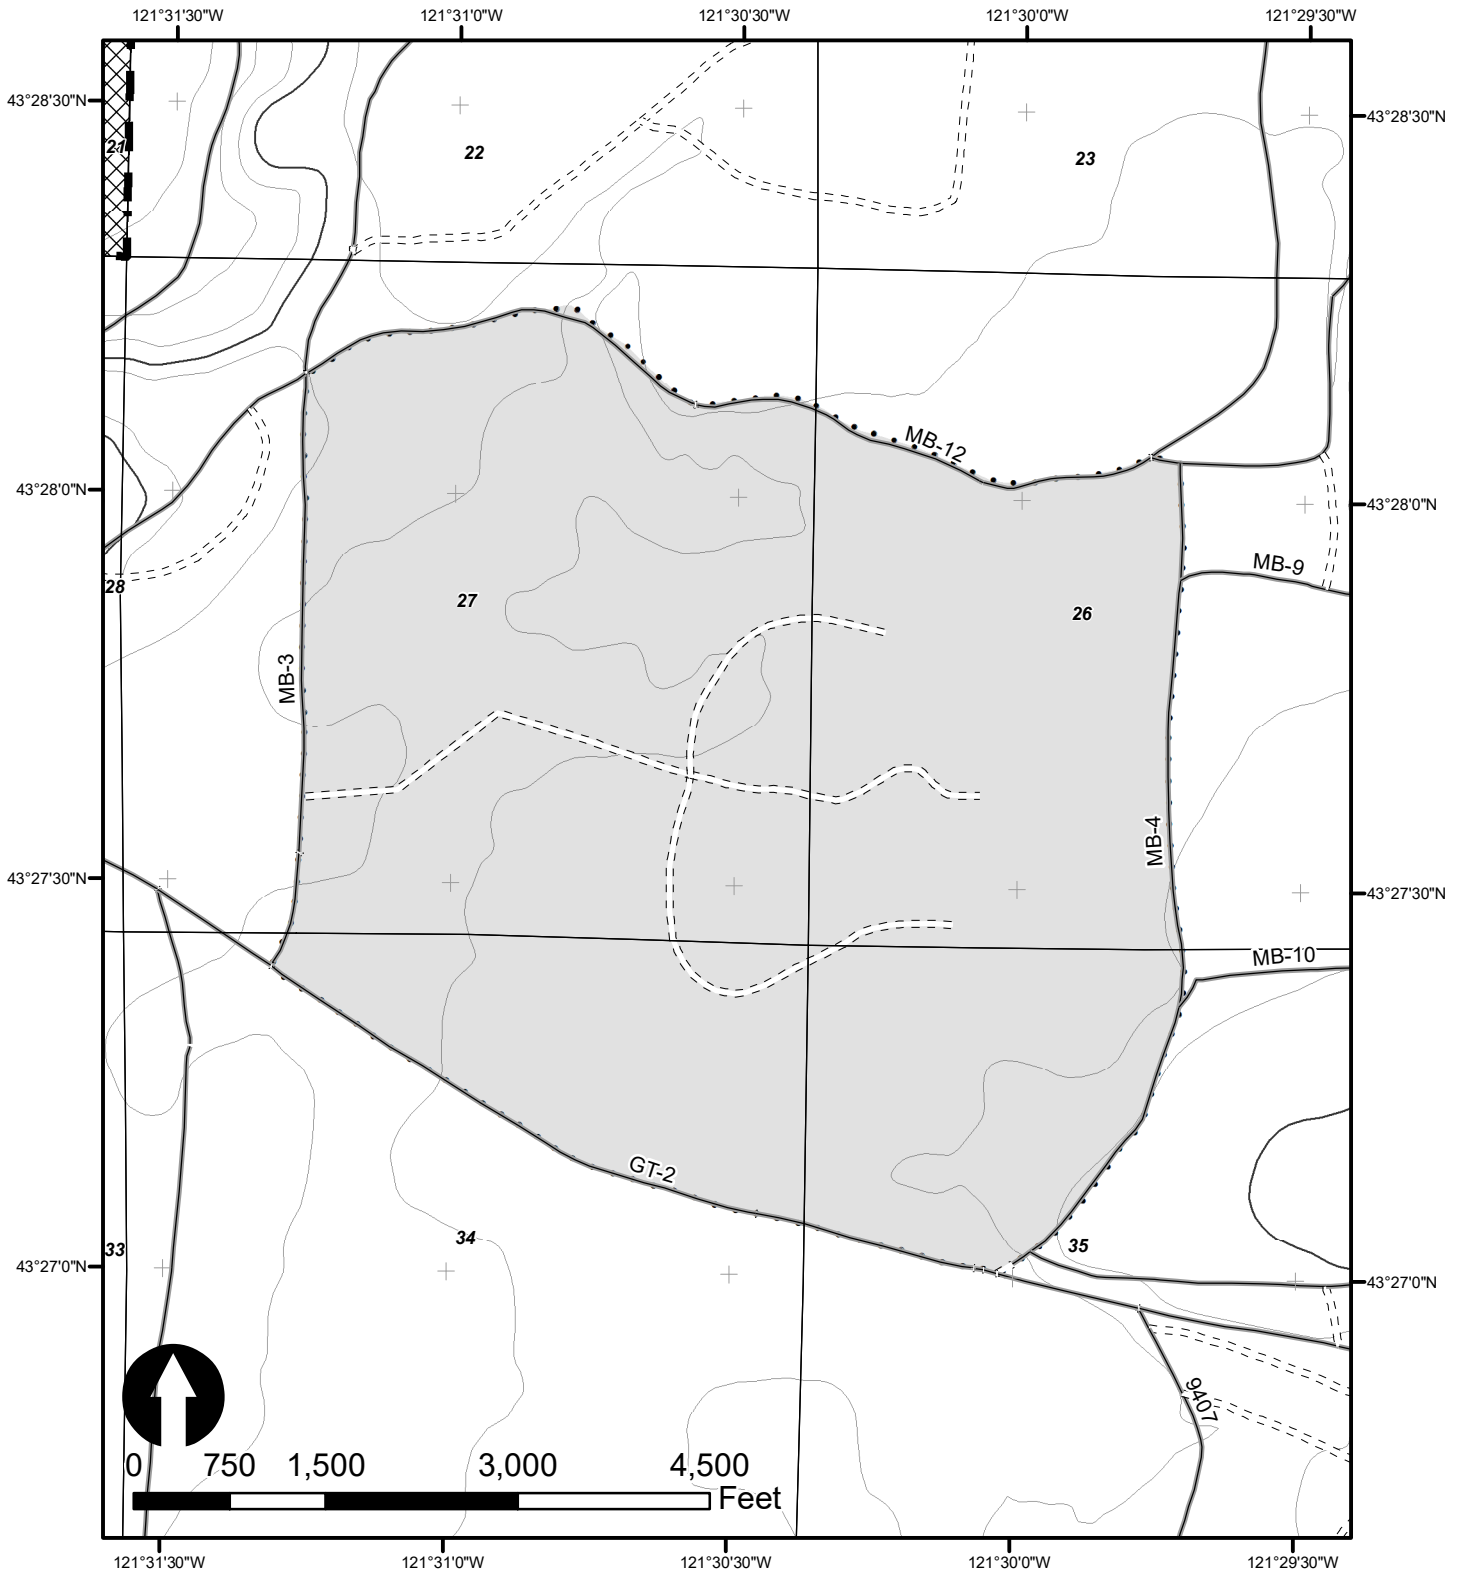 121°31'30"W 121°31'0"W 121°30'30"W 121°30'0"W 121°29'30"W
43°28'30"N 43°28'30"N
21 22 23
MB-12
43°28'0"N 43°28'0"N
MB-9
28 27 26
MB-3
MB-4
43°27'30"N 43°27'30"N
MB-10
GT-2
33 34 35
43°27'0"N 43°27'0"N
9407
0 750 1,500 3,000 4,500
Feet
121°31'30"W 121°31'0"W 121°30'30"W 121°30'0"W 121°29'30"W